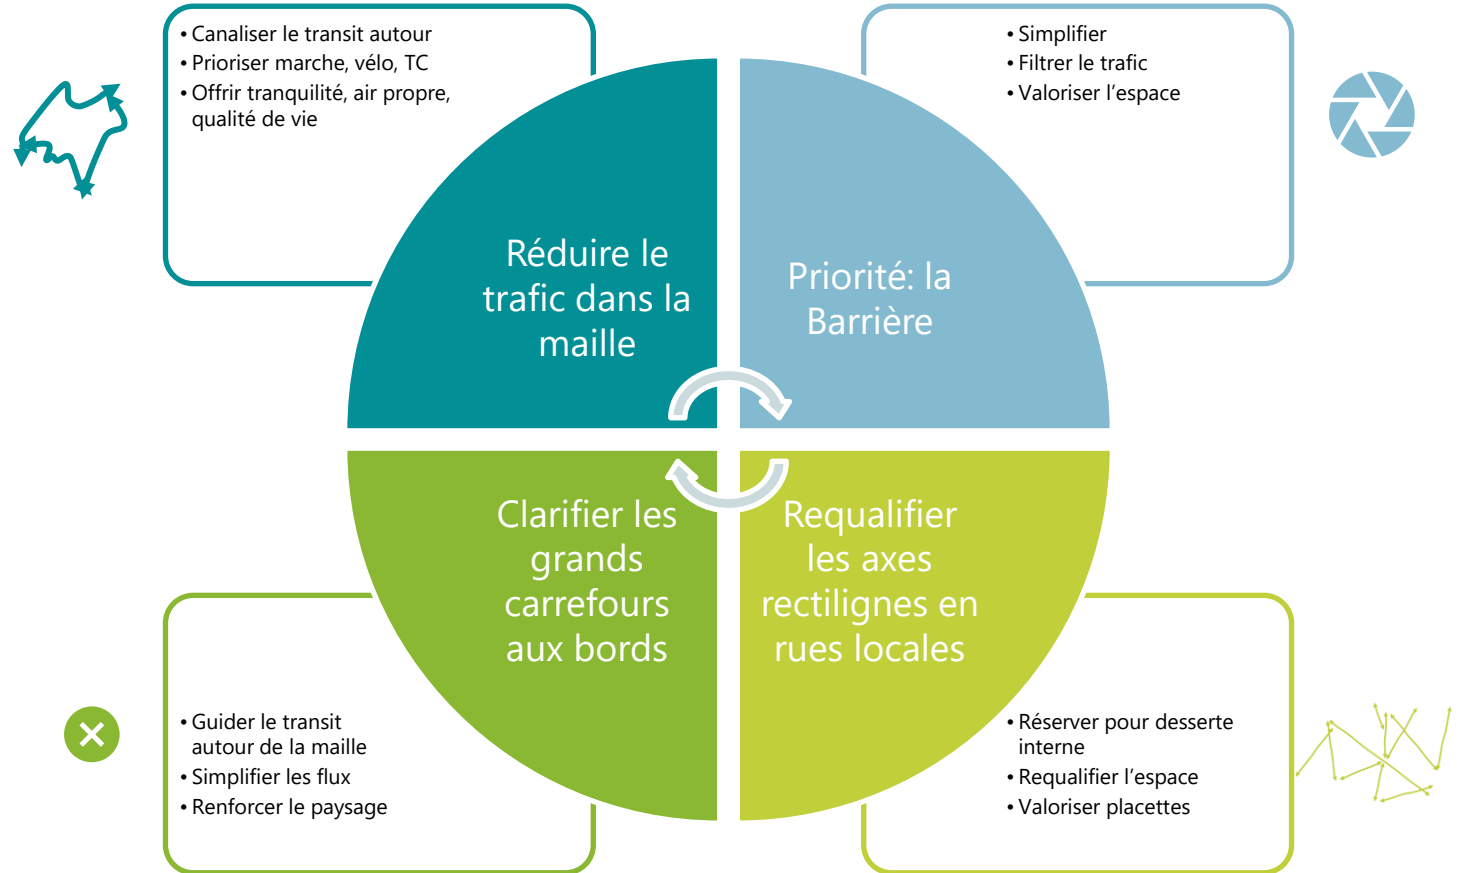 • Canaliser le transit autour
• Prioriser marche, vélo, TC
• Offrir tranquilité, air propre,
qualité de vie
• Simplifier
• Filtrer le trafic
• Valoriser l'espace
Réduire le
trafic dans la
maille
Priorité: la
Barrière
Clarifier les
grands
carrefours
aux bords
Requalifier
les axes
rectilignes en
rues locales
• Guider le transit
autour de la maille
• Simplifier les flux
• Renforcer le paysage
• Réserver pour desserte
interne
• Requalifier l'espace
• Valoriser placettes